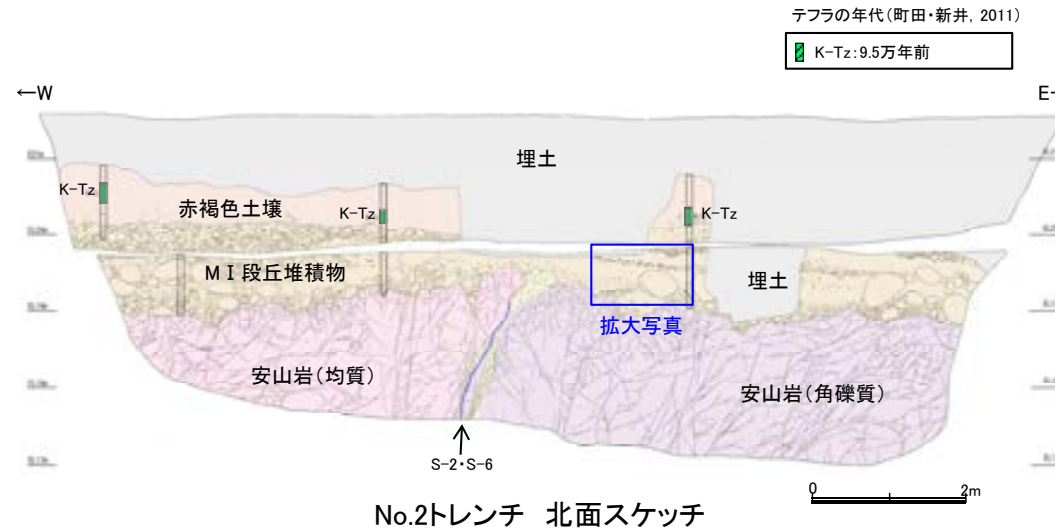 テフラの年代(町田・新井, 2011)
K-Tz:9.5万年前
←W
E
埋土
K-Tz
赤褐色土壌
K-Tz
K-Tz
MⅠ段丘堆積物
埋土
拡大写真
安山岩(均質)
安山岩(角礫質)
S-2・S-6
0
2m
No.2トレンチ 北面スケッチ